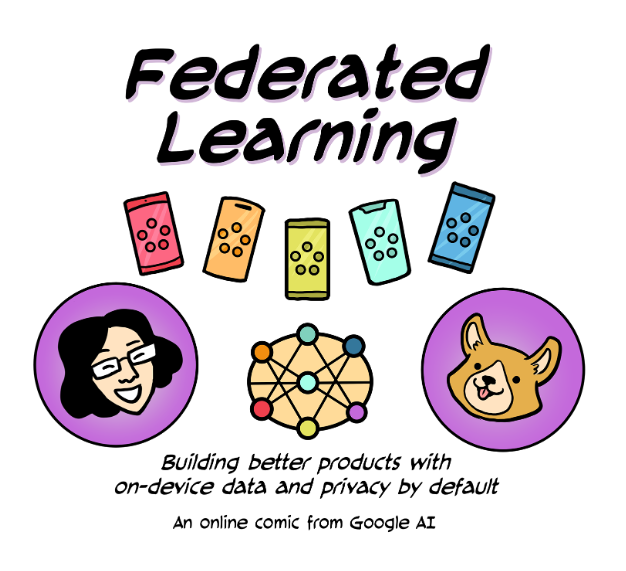 Federated
Learning
Building better products with
on-device data and privacy by default
An online comic from Google AI